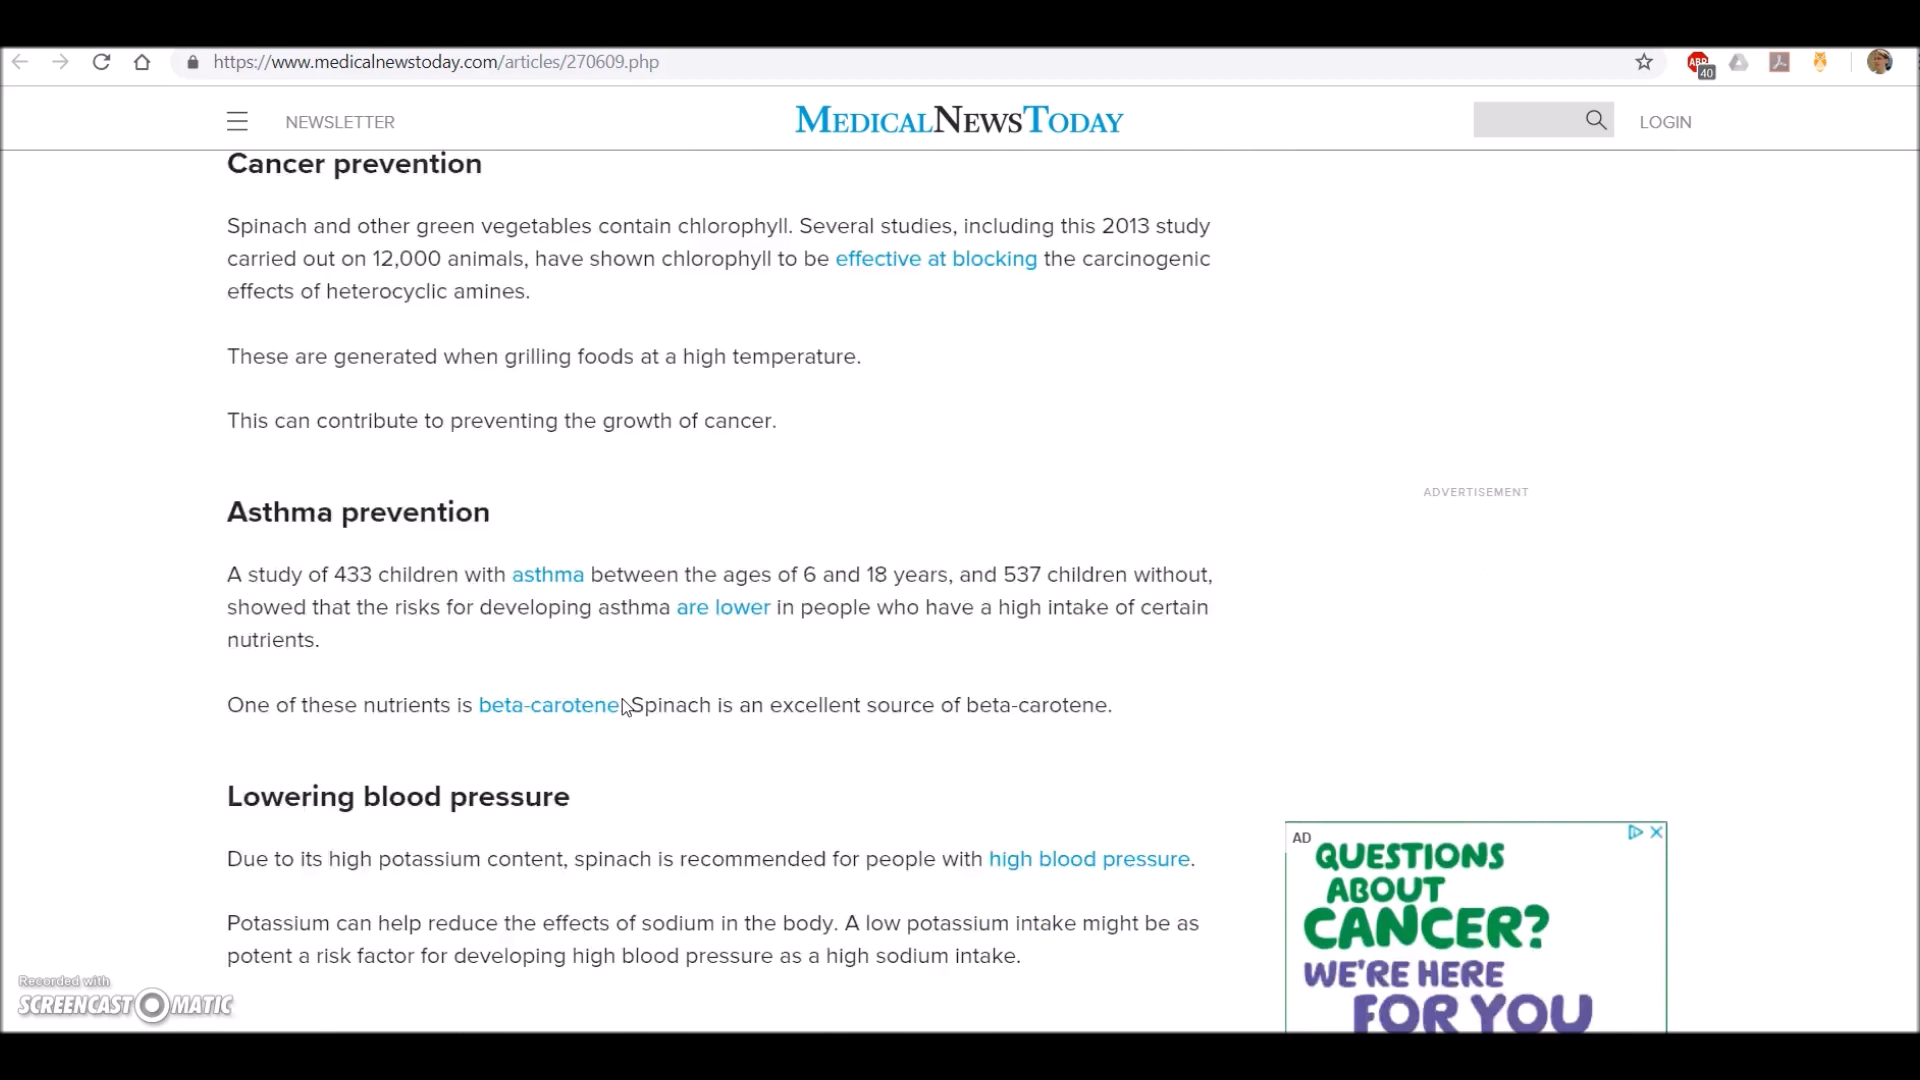 https://www.medicalnewstoday.com/articles/270609.php
ABP
40
NEWSLETTER
MEDICALNEWSTODAY
LOGIN
Cancer prevention
Spinach and other green vegetables contain chlorophyll. Several studies, including this 2013 study
carried out on 12,000 animals, have shown chlorophyll to be effective at blocking the carcinogenic
effects of heterocyclic amines.
These are generated when grilling foods at a high temperature.
This can contribute to preventing the growth of cancer.
Asthma prevention
ADVERTISEMENT
A study of 433 children with asthma between the ages of 6 and 18 years, and 537 children without,
showed that the risks for developing asthma are lower in people who have a high intake of certain
nutrients.
One of these nutrients is beta-carotene. Spinach is an excellent source of beta-carotene.
Lowering blood pressure
Due to its high potassium content, spinach is recommended for people with high blood pressure.
Potassium can help reduce the effects of sodium in the body. A low potassium intake might be as
potent a risk factor for developing high blood pressure as a high sodium intake.
AD
QUESTIONS
ABOUT
CANCER?
WE'RE HERE
FOR YOU
Recorded with
SCREENCAST-O-MATIC